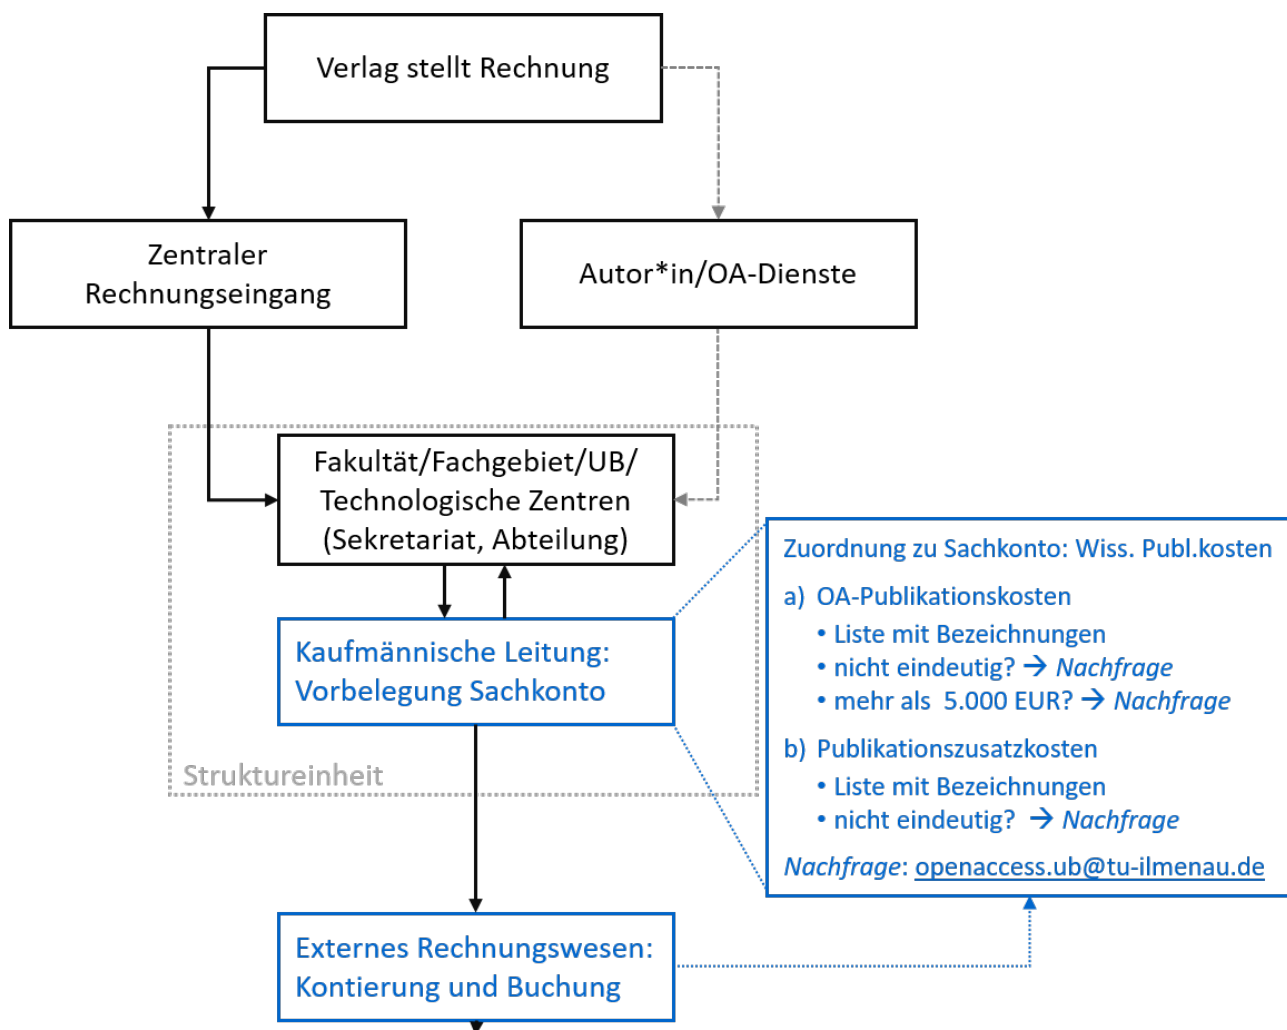 Verlag stellt Rechnung
Zentraler
Rechnungseingang
Autor*in/OA-Dienste
Fakultät/Fachgebiet/UB/
Technologische Zentren
(Sekretariat, Abteilung)
Kaufmännische Leitung:
Vorbelegung Sachkonto
Struktureinheit
Zuordnung zu Sachkonto: Wiss. Publ.kosten
a) OA-Publikationskosten
• Liste mit Bezeichnungen
• nicht eindeutig? → Nachfrage
• mehr als 5.000 EUR? → Nachfrage
b) Publikationszusatzkosten
• Liste mit Bezeichnungen
• nicht eindeutig? → Nachfrage
Nachfrage: openaccess.ub@tu-ilmenau.de
Externes Rechnungswesen:
Kontierung und Buchung